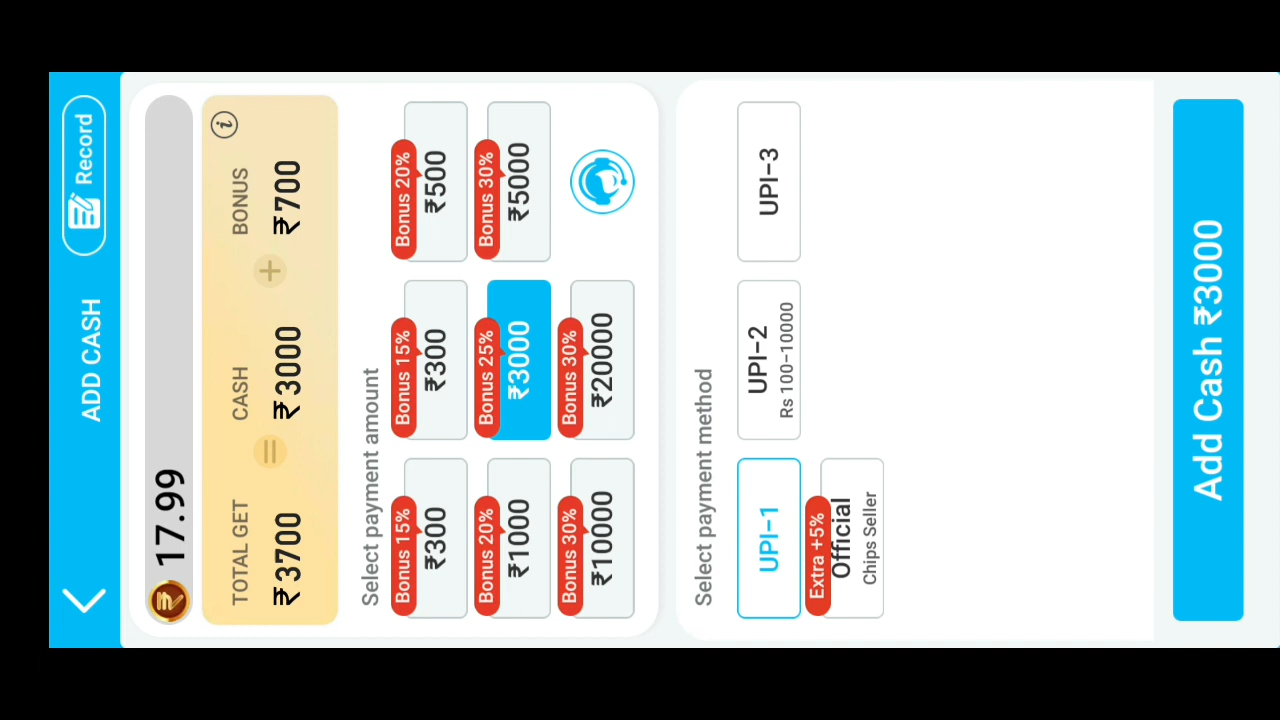 ADD CASH
Record
17.99
TOTAL GET
₹3700
=
CASH
₹3000
+
BONUS
₹700
i
Select payment amount
Bonus 15%
₹300
Bonus 15%
₹300
Bonus 20%
₹500
Bonus 20%
₹1000
Bonus 25%
₹3000
Bonus 30%
₹5000
Bonus 30%
₹10000
Bonus 30%
₹20000
Select payment method
UPI-1
UPI-2
Rs 100-10000
UPI-3
Extra +5%
Official
Chips Seller
Add Cash ₹3000